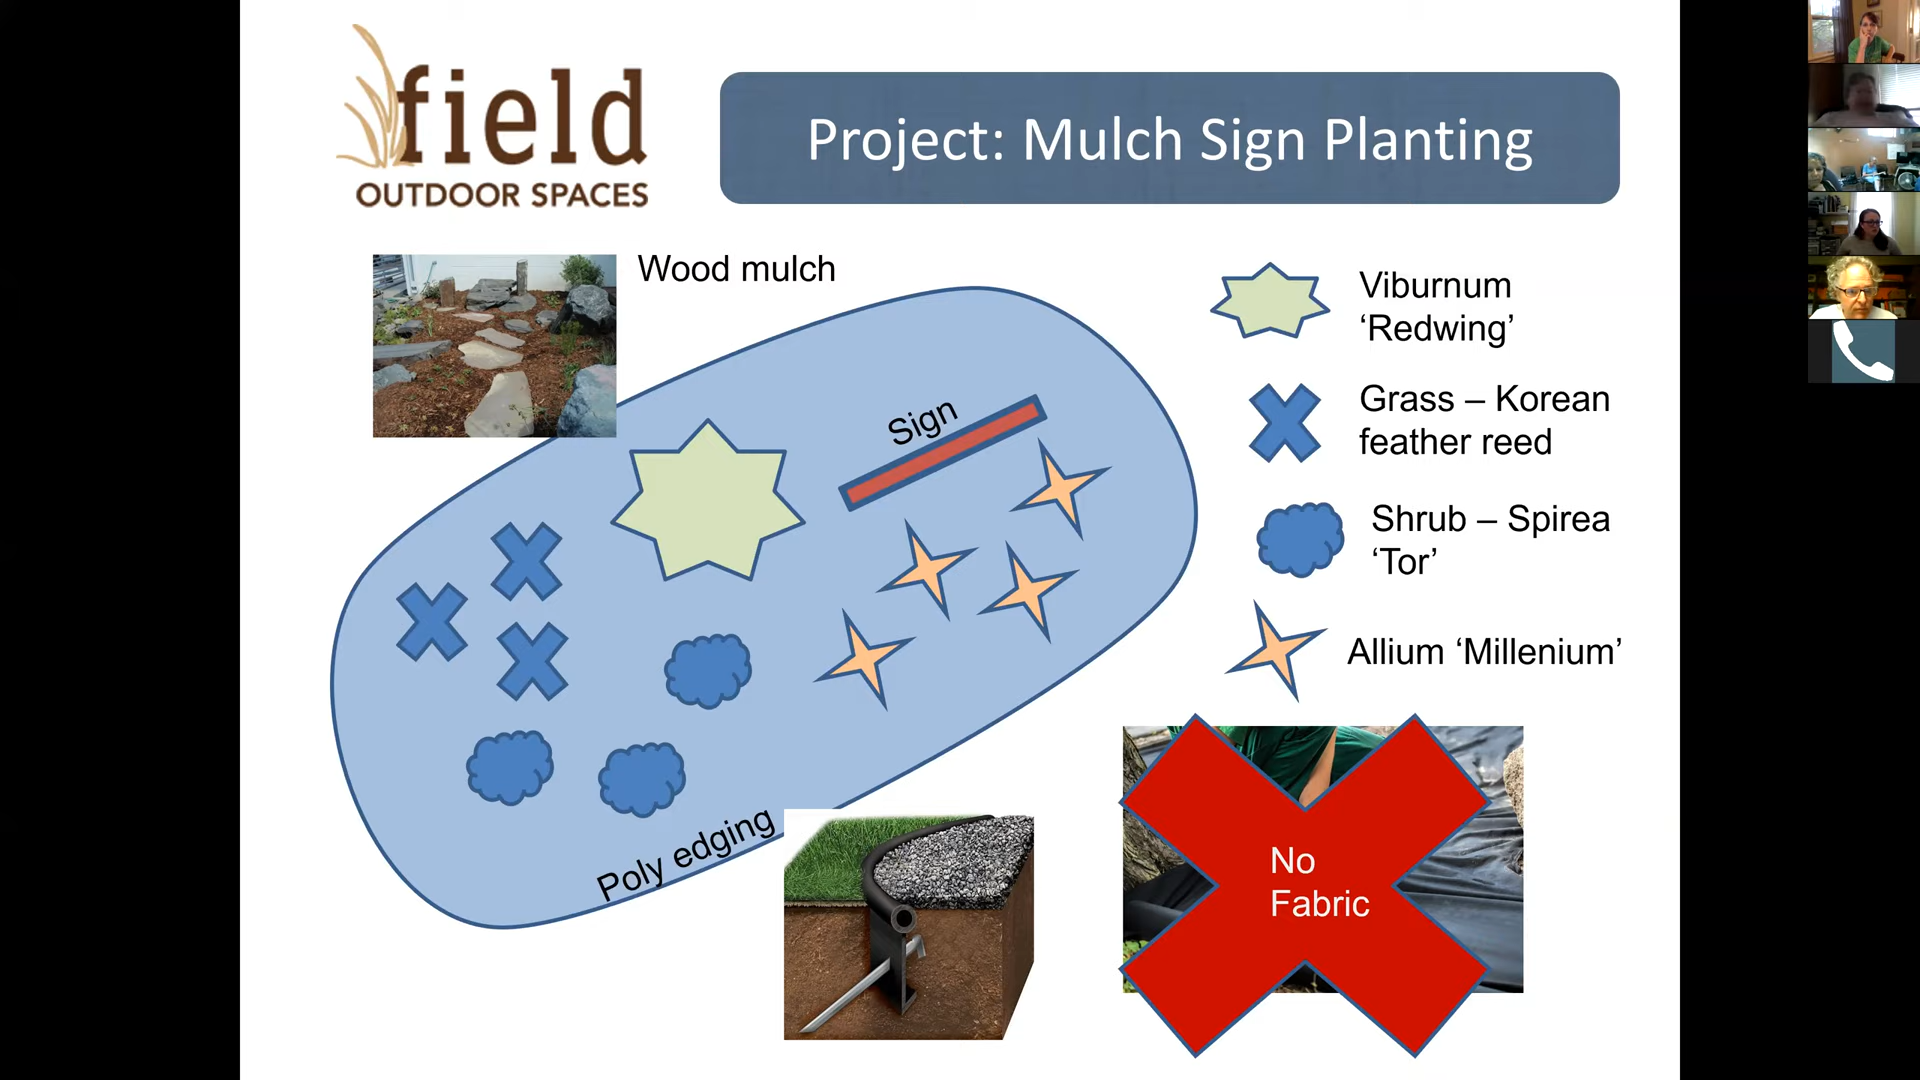 field
OUTDOOR SPACES
Project: Mulch Sign Planting
Wood mulch
Sign
Poly edging
Viburnum
‘Redwing’
Grass – Korean
feather reed
Shrub – Spirea
‘Tor’
Allium ‘Millenium’
No
Fabric